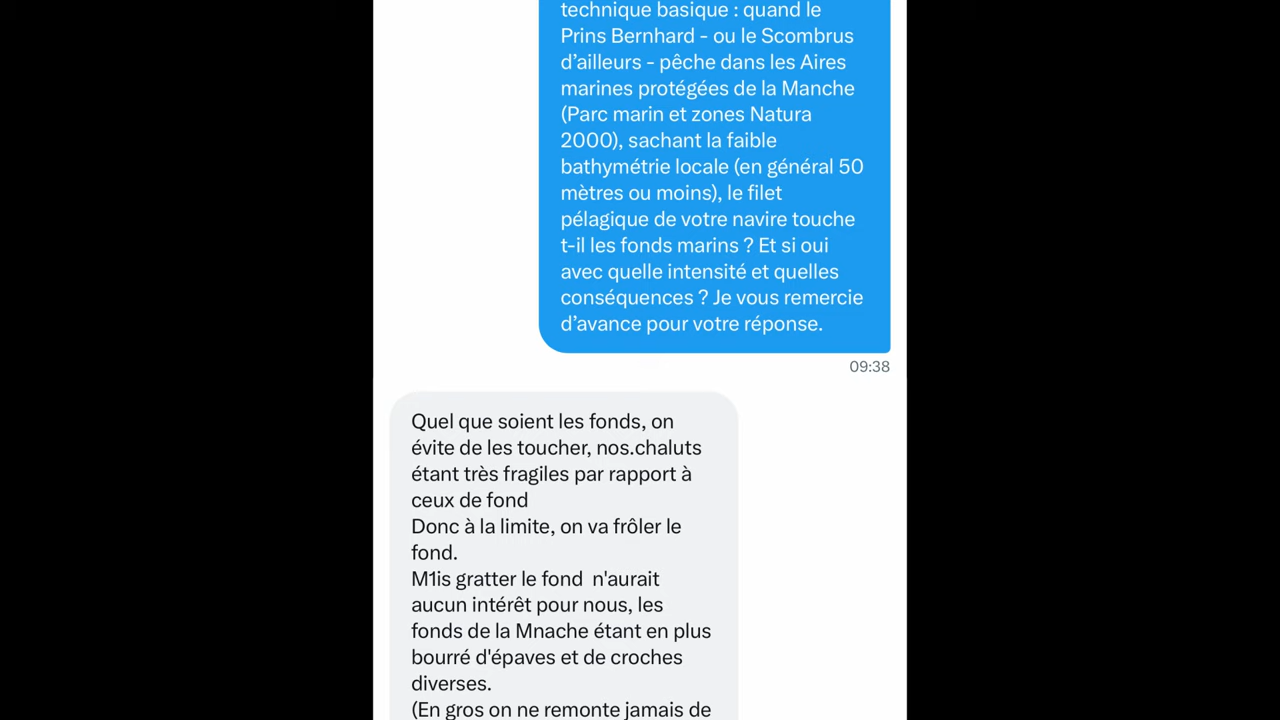 technique basique : quand le
Prins Bernhard - ou le Scombrus
d’ailleurs - pêche dans les Aires
marines protégées de la Manche
(Parc marin et zones Natura
2000), sachant la faible
bathymétrie locale (en général 50
mètres ou moins), le filet
pélagique de votre navire touche
t-il les fonds marins ? Et si oui
avec quelle intensité et quelles
conséquences ? Je vous remercie
d’avance pour votre réponse.
09:38
Quel que soient les fonds, on
évite de les toucher, nos.chaluts
étant très fragiles par rapport à
ceux de fond
Donc à la limite, on va frôler le
fond.
M1is gratter le fond  n'aurait
aucun intérêt pour nous, les
fonds de la Mnache étant en plus
bourré d'épaves et de croches
diverses.
(En gros on ne remonte jamais de